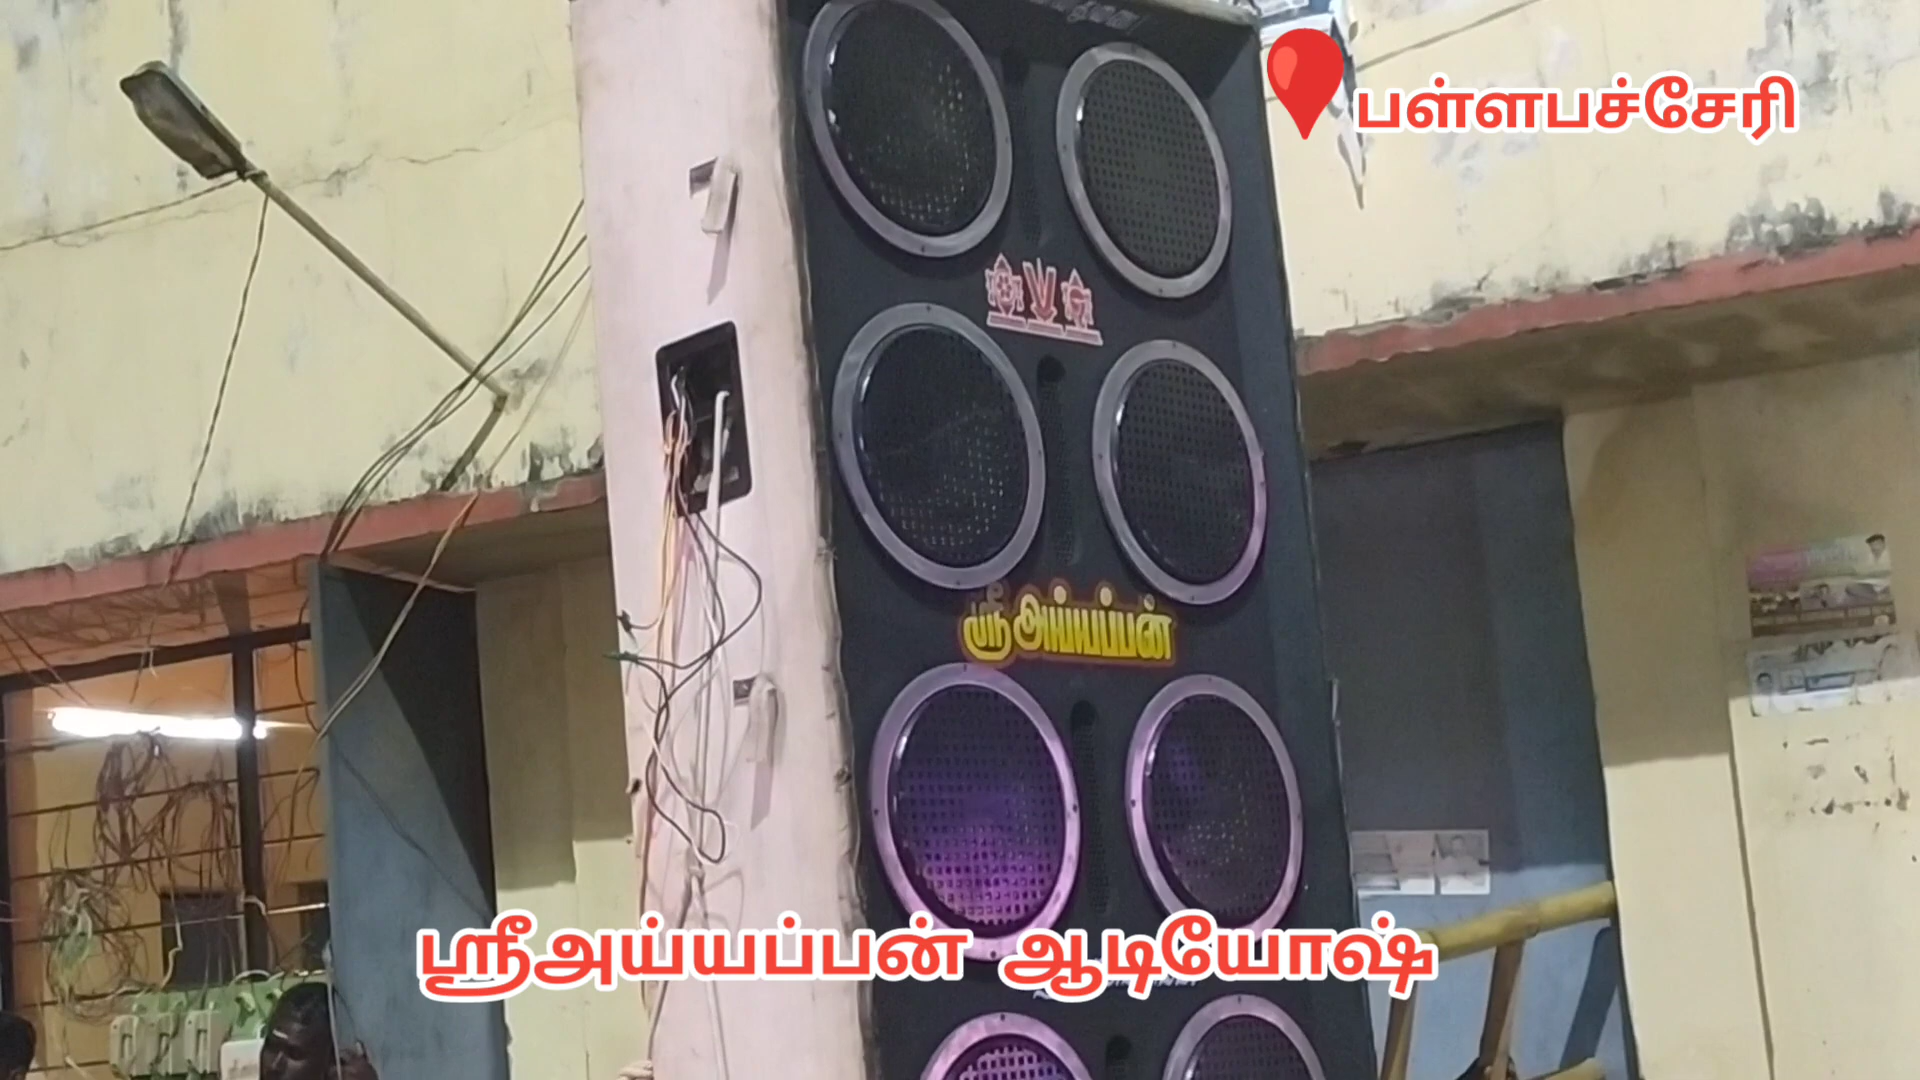 பள்ளபச்சேரி
ஸ்ரீ அய்யப்பன்
ஸ்ரீஅய்யப்பன் ஆடியோஷ்